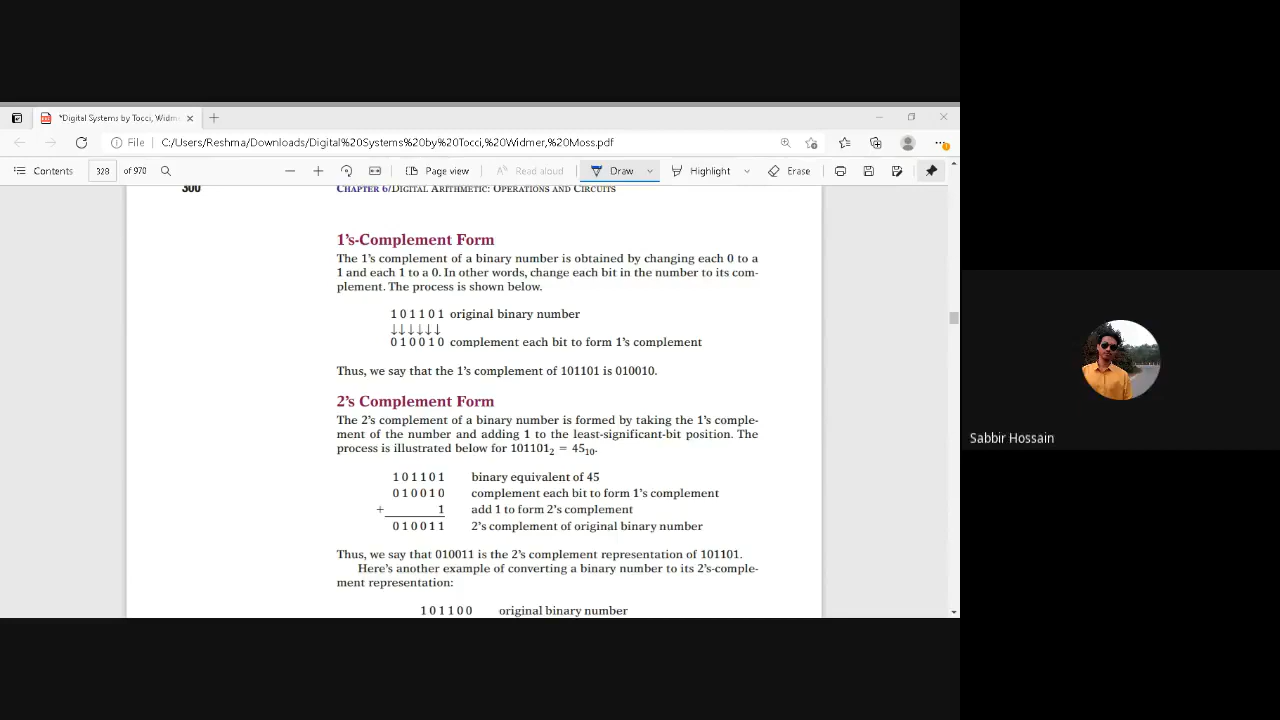 *Digital Systems by Tocci, Widm
File
C:/Users/Reshma/Downloads/Digital%20Systems%20by%20Tocci,%20Widmer,%20Moss.pdf
Contents
328
of 970
Page view
Read aloud
Draw
Highlight
Erase
300
CHAPTER 6/DIGITAL ARITHMETIC: OPERATIONS AND CIRCUITS
1's-Complement Form
The 1's complement of a binary number is obtained by changing each 0 to a
1 and each 1 to a 0. In other words, change each bit in the number to its com-
plement. The process is shown below.
1 0 1 1 0 1 original binary number
↓↓↓↓↓↓
0 1 0 0 1 0 complement each bit to form 1's complement
Thus, we say that the 1's complement of 101101 is 010010.
2's Complement Form
The 2's complement of a binary number is formed by taking the 1's comple-
ment of the number and adding 1 to the least-significant-bit position. The
process is illustrated below for 101101₂ = 45₁₀.
1 0 1 1 0 1 binary equivalent of 45
0 1 0 0 1 0 complement each bit to form 1's complement
+ 1 add 1 to form 2's complement
0 1 0 0 1 1 2's complement of original binary number
Thus, we say that 010011 is the 2's complement representation of 101101.
Here's another example of converting a binary number to its 2's-comple-
ment representation:
1 0 1 1 0 0 original binary number
Sabbir Hossain